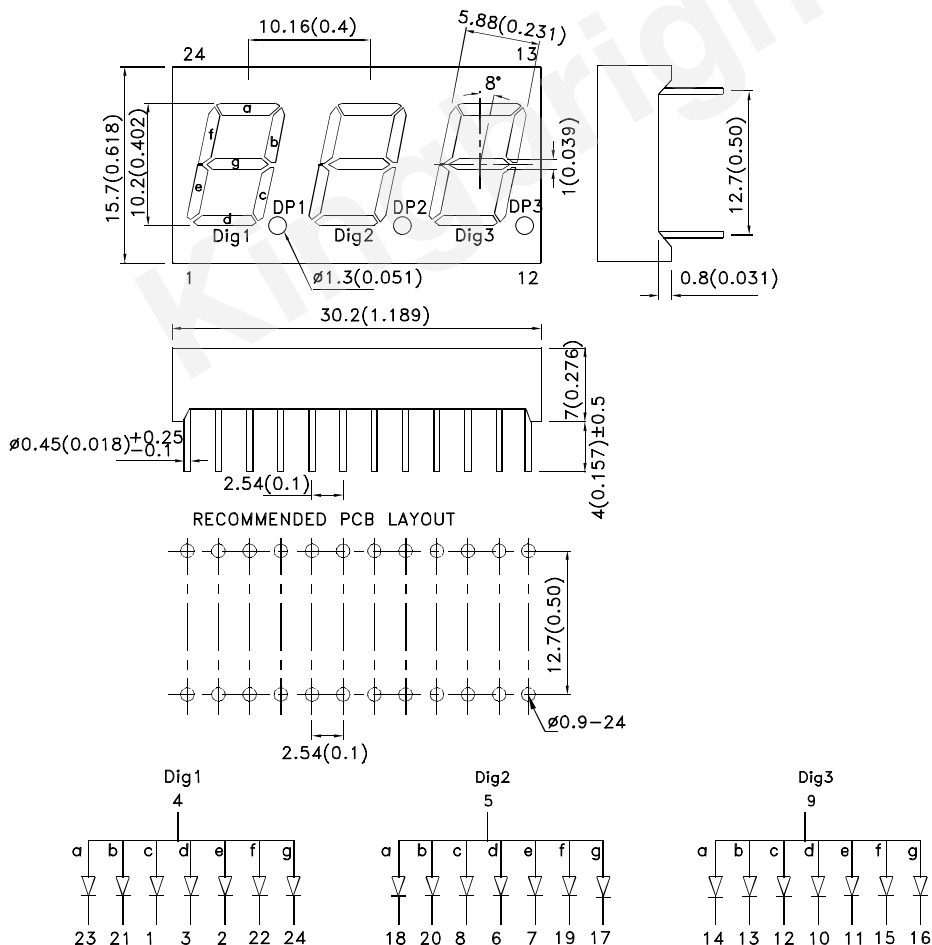 10.16(0.4)
5.88(0.231)
24
13
8°
a
f
b
g
e
c
d
15.7(0.618)
10.2(0.402)
1(0.039)
12.7(0.50)
DP1
DP2
DP3
Dig1
Dig2
Dig3
1
ø1.3(0.051)
12
0.8(0.031)
30.2(1.189)
7(0.276)
ø0.45(0.018)+0.25 −0.1
4(0.157)±0.5
2.54(0.1)
RECOMMENDED PCB LAYOUT
12.7(0.50)
ø0.9−24
2.54(0.1)
Dig1
4
a b c d e f g
23 21 1 3 2 22 24
Dig2
5
a b c d e f g
18 20 8 6 7 19 17
Dig3
9
a b c d e f g
14 13 12 10 11 15 16
Kingbright